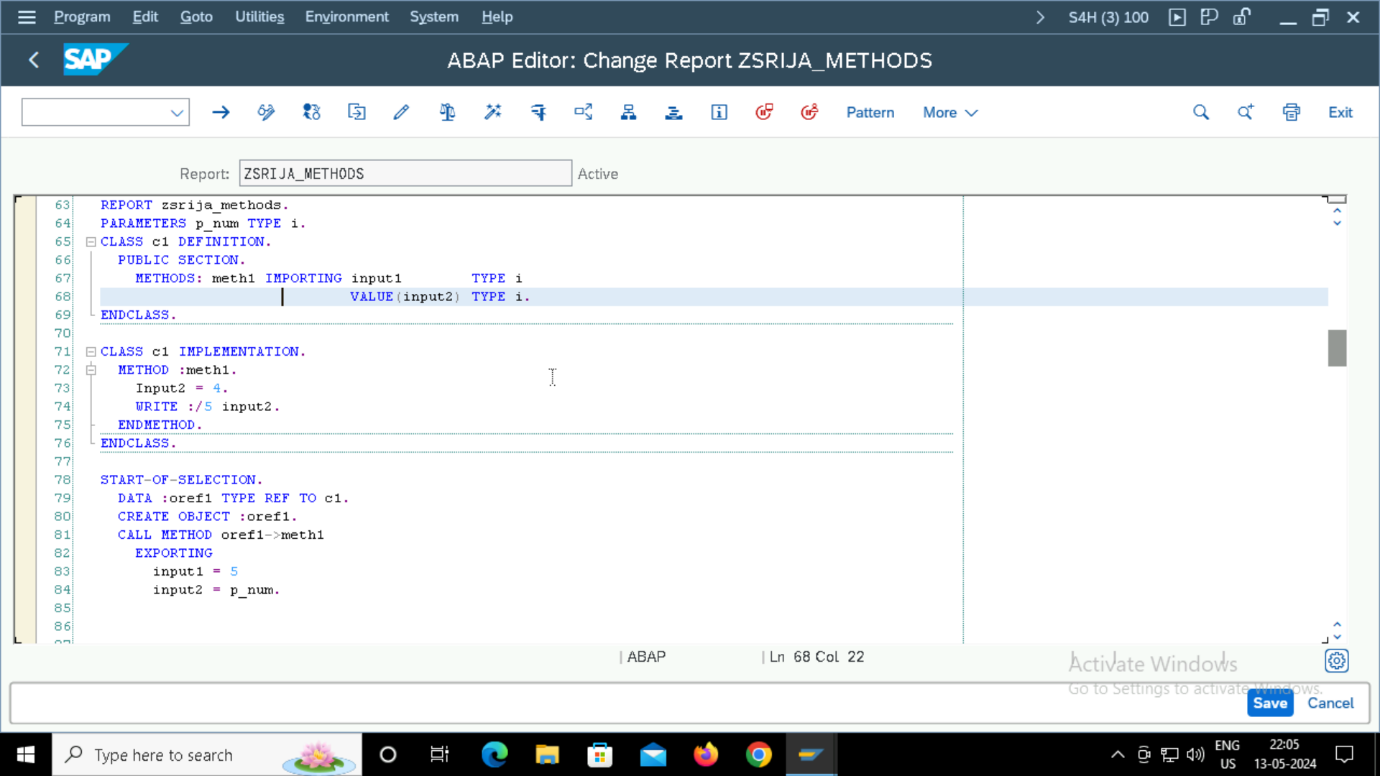 Program Edit Goto Utilities Environment System Help S4H (3) 100
SAP ABAP Editor: Change Report ZSRIJA_METHODS
Pattern More Exit
Report: ZSRIJA_METHODS Active
63 REPORT zsrija_methods.
64 PARAMETERS p_num TYPE i.
65 CLASS c1 DEFINITION.
66 PUBLIC SECTION.
67 METHODS: meth1 IMPORTING input1 TYPE i
68 VALUE(input2) TYPE i.
69 ENDCLASS.
70
71 CLASS c1 IMPLEMENTATION.
72 METHOD :meth1.
73 Input2 = 4.
74 WRITE :/5 input2.
75 ENDMETHOD.
76 ENDCLASS.
77
78 START-OF-SELECTION.
79 DATA :oref1 TYPE REF TO c1.
80 CREATE OBJECT :oref1.
81 CALL METHOD oref1->meth1
82 EXPORTING
83 input1 = 5
84 input2 = p_num.
85
86
ABAP Ln 68 Col 22
Activate Windows
Go to Settings to activate Windows.
Save Cancel
Type here to search
ENG 22:05
US 13-05-2024